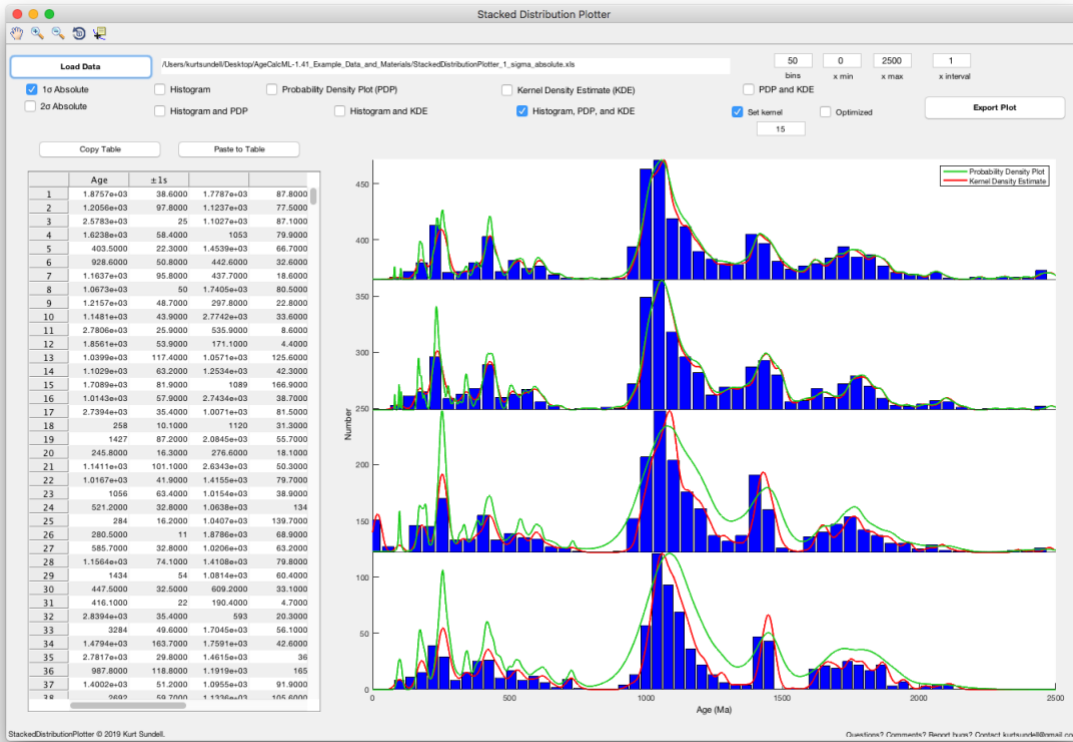 Stacked Distribution Plotter
Load Data
/Users/kurtsundell/Desktop/AgeCalcML-1.41_Example_Data_and_Materials/StackedDistributionPlotter_1_sigma_absolute.xls
50 0 2500 1
bins x min x max x interval
1σ Absolute Histogram Probability Density Plot (PDP) Kernel Density Estimate (KDE) PDP and KDE
2σ Absolute Histogram and PDP Histogram and KDE Histogram, PDP, and KDE Set kernel Optimized
15
Export Plot
Copy Table Paste to Table
Age ±1s
1 1.8757e+03 38.6000 1.7787e+03 87.8000
2 1.2056e+03 97.8000 1.1237e+03 77.5000
3 2.5783e+03 25 1.1027e+03 87.1000
4 1.6238e+03 58.4000 1053 79.9000
5 403.5000 22.3000 1.4539e+03 66.7000
6 928.6000 50.8000 442.6000 32.6000
7 1.1637e+03 95.8000 437.7000 18.6000
8 1.0673e+03 50 1.7405e+03 80.5000
9 1.2157e+03 48.7000 297.8000 22.8000
10 1.1481e+03 43.9000 2.7742e+03 33.6000
11 2.7806e+03 25.9000 535.9000 8.6000
12 1.8561e+03 53.9000 171.1000 4.4000
13 1.0399e+03 117.4000 1.0571e+03 125.6000
14 1.1029e+03 63.2000 1.2534e+03 42.3000
15 1.7089e+03 81.9000 1089 166.9000
16 1.0143e+03 57.9000 2.7434e+03 38.7000
17 2.7394e+03 35.4000 1.0071e+03 81.5000
18 258 10.1000 1120 31.3000
19 1427 87.2000 2.0845e+03 55.7000
20 245.8000 16.3000 276.6000 18.1000
21 1.1411e+03 101.1000 2.6343e+03 50.3000
22 1.0167e+03 41.9000 1.4155e+03 79.7000
23 1056 63.4000 1.0154e+03 38.9000
24 521.2000 32.8000 1.0638e+03 134
25 284 16.2000 1.0407e+03 139.7000
26 280.5000 11 1.8786e+03 68.9000
27 585.7000 32.8000 1.0206e+03 63.2000
28 1.1564e+03 74.1000 1.4108e+03 79.8000
29 1434 54 1.0814e+03 60.4000
30 447.5000 32.5000 609.2000 33.1000
31 416.1000 22 190.4000 4.7000
32 2.8394e+03 35.4000 593 20.3000
33 3284 49.6000 1.7045e+03 56.1000
34 1.4794e+03 163.7000 1.7591e+03 42.6000
35 2.7817e+03 29.8000 1.4615e+03 36
36 987.8000 118.8000 1.1919e+03 165
37 1.4002e+03 51.2000 1.0955e+03 91.9000
38 2692 59.7000 1.1336e+03 105.6000
Probability Density Plot
Kernel Density Estimate
450
400
350
300
250
200
150
100
50
0
Number
0 500 1000 1500 2000 2500
Age (Ma)
StackedDistributionPlotter © 2019 Kurt Sundell.
Questions? Comments? Report bugs? Contact kurtsundell@gmail.co